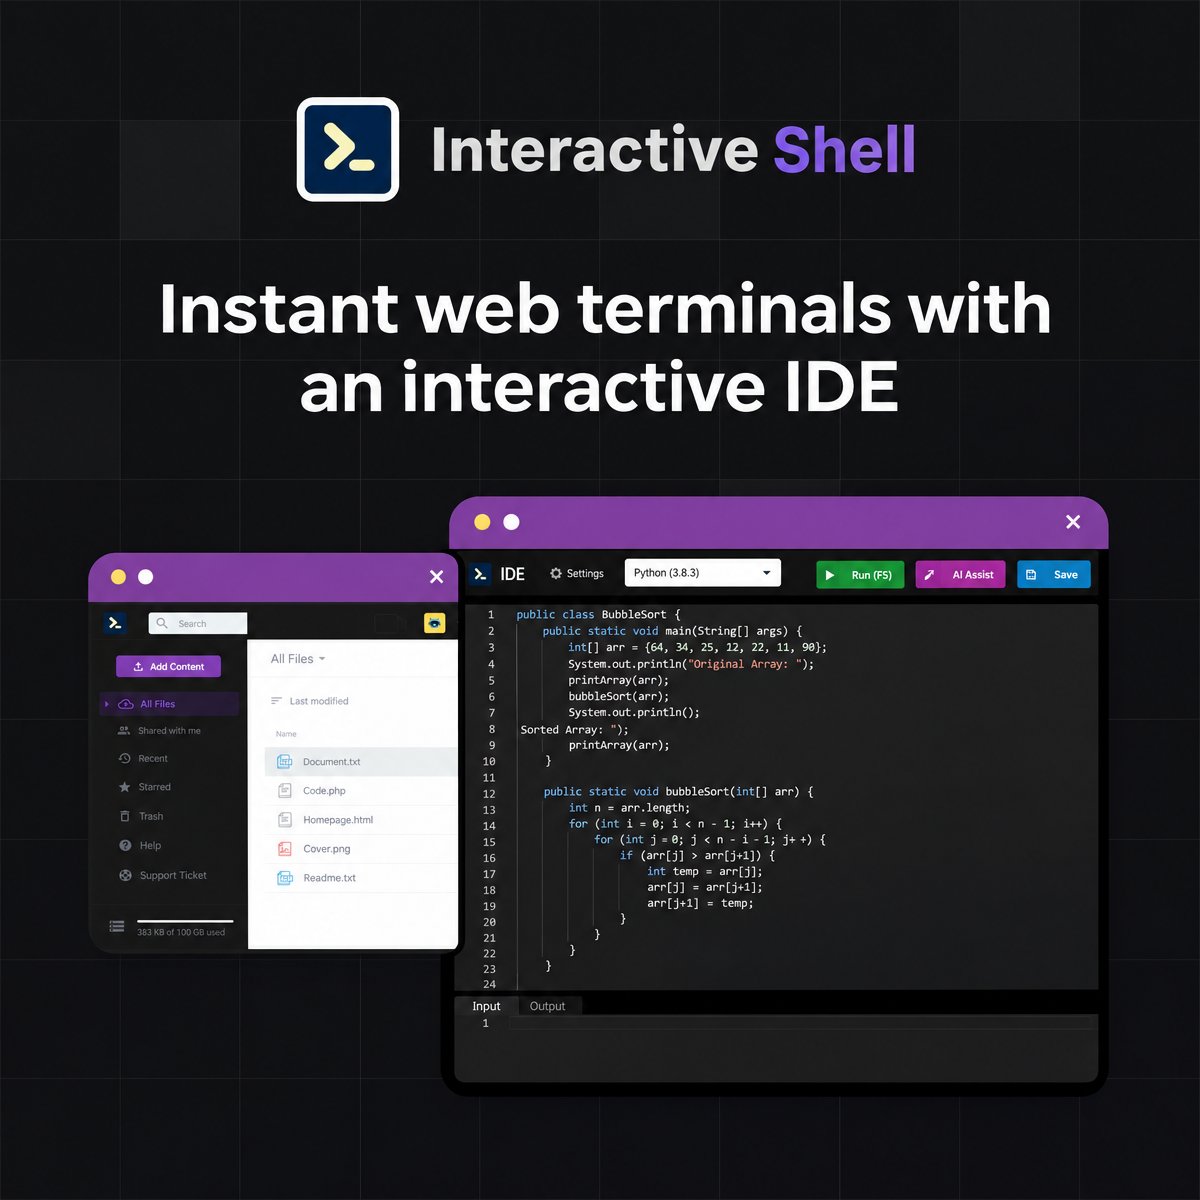 Interactive Shell
Instant web terminals with
an interactive IDE
Search
Add Content
All Files
Shared with me
Recent
Starred
Trash
Help
Support Ticket
383 KB of 100 GB used
All Files
Last modified
Name
Document.txt
Code.php
Homepage.html
Cover.png
Readme.txt
IDE Settings Python (3.8.3) Run (F5) AI Assist Save
1 public class BubbleSort {
2 public static void main(String[] args) {
3 int[] arr = {64, 34, 25, 12, 22, 11, 90};
4 System.out.println("Original Array: ");
5 printArray(arr);
6 bubbleSort(arr);
7 System.out.println();
8 Sorted Array: ");
9 printArray(arr);
10 }
11
12 public static void bubbleSort(int[] arr) {
13 int n = arr.length;
14 for (int i = 0; i < n - 1; i++) {
15 for (int j = 0; j < n - i - 1; j+ +) {
16 if (arr[j] > arr[j+1]) {
17 int temp = arr[j];
18 arr[j] = arr[j+1];
19 arr[j+1] = temp;
20 }
21 }
22 }
23 }
24
Input Output
1